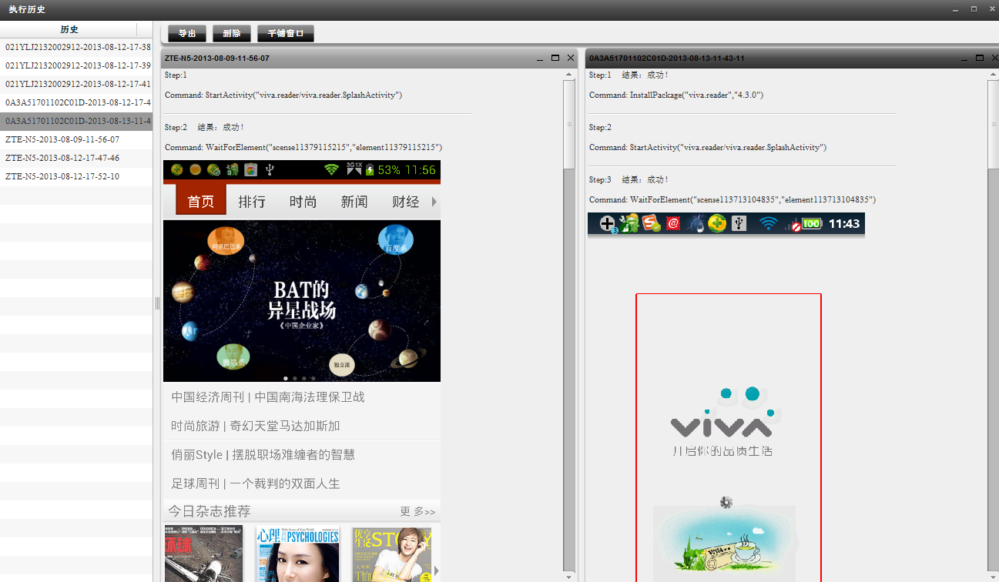 执行历史
历史
021YLJ2132002912-2013-08-12-17-38
021YLJ2132002912-2013-08-12-17-39
021YLJ2132002912-2013-08-12-17-41
0A3A51701102C01D-2013-08-12-17-4
0A3A51701102C01D-2013-08-13-11-4
ZTE-N5-2013-08-09-11-56-07
ZTE-N5-2013-08-12-17-47-46
ZTE-N5-2013-08-12-17-52-10
导出 删除 平铺窗口
ZTE-N5-2013-08-09-11-56-07
Step:1
Command: StartActivity("viva.reader/viva.reader.SplashActivity")
Step:2 结果：成功!
Command: WaitForElement("scense11379115215","element11379115215")
3G1X 53% 11:56
首页 排行 时尚 新闻 财经
阿里巴巴系
百度系
BAT的
异星战场
《中国企业家》
腾讯系
独立派
中国经济周刊 | 中国南海法理保卫战
时尚旅游 | 奇幻天堂马达加斯加
俏丽Style | 摆脱职场难缠者的智慧
足球周刊 | 一个裁判的双面人生
今日杂志推荐 更 多>>
环球
心理 PSYCHOLOGIES
0A3A51701102C01D-2013-08-13-11-43-11
Step:1 结果：成功!
Command: InstallPackage("viva.reader","4.3.0")
Step:2
Command: StartActivity("viva.reader/viva.reader.SplashActivity")
Step:3 结果：成功!
Command: WaitForElement("scense113713104835","element113713104835")
100 11:43
VIVA
开启你的品质生活
VIVA